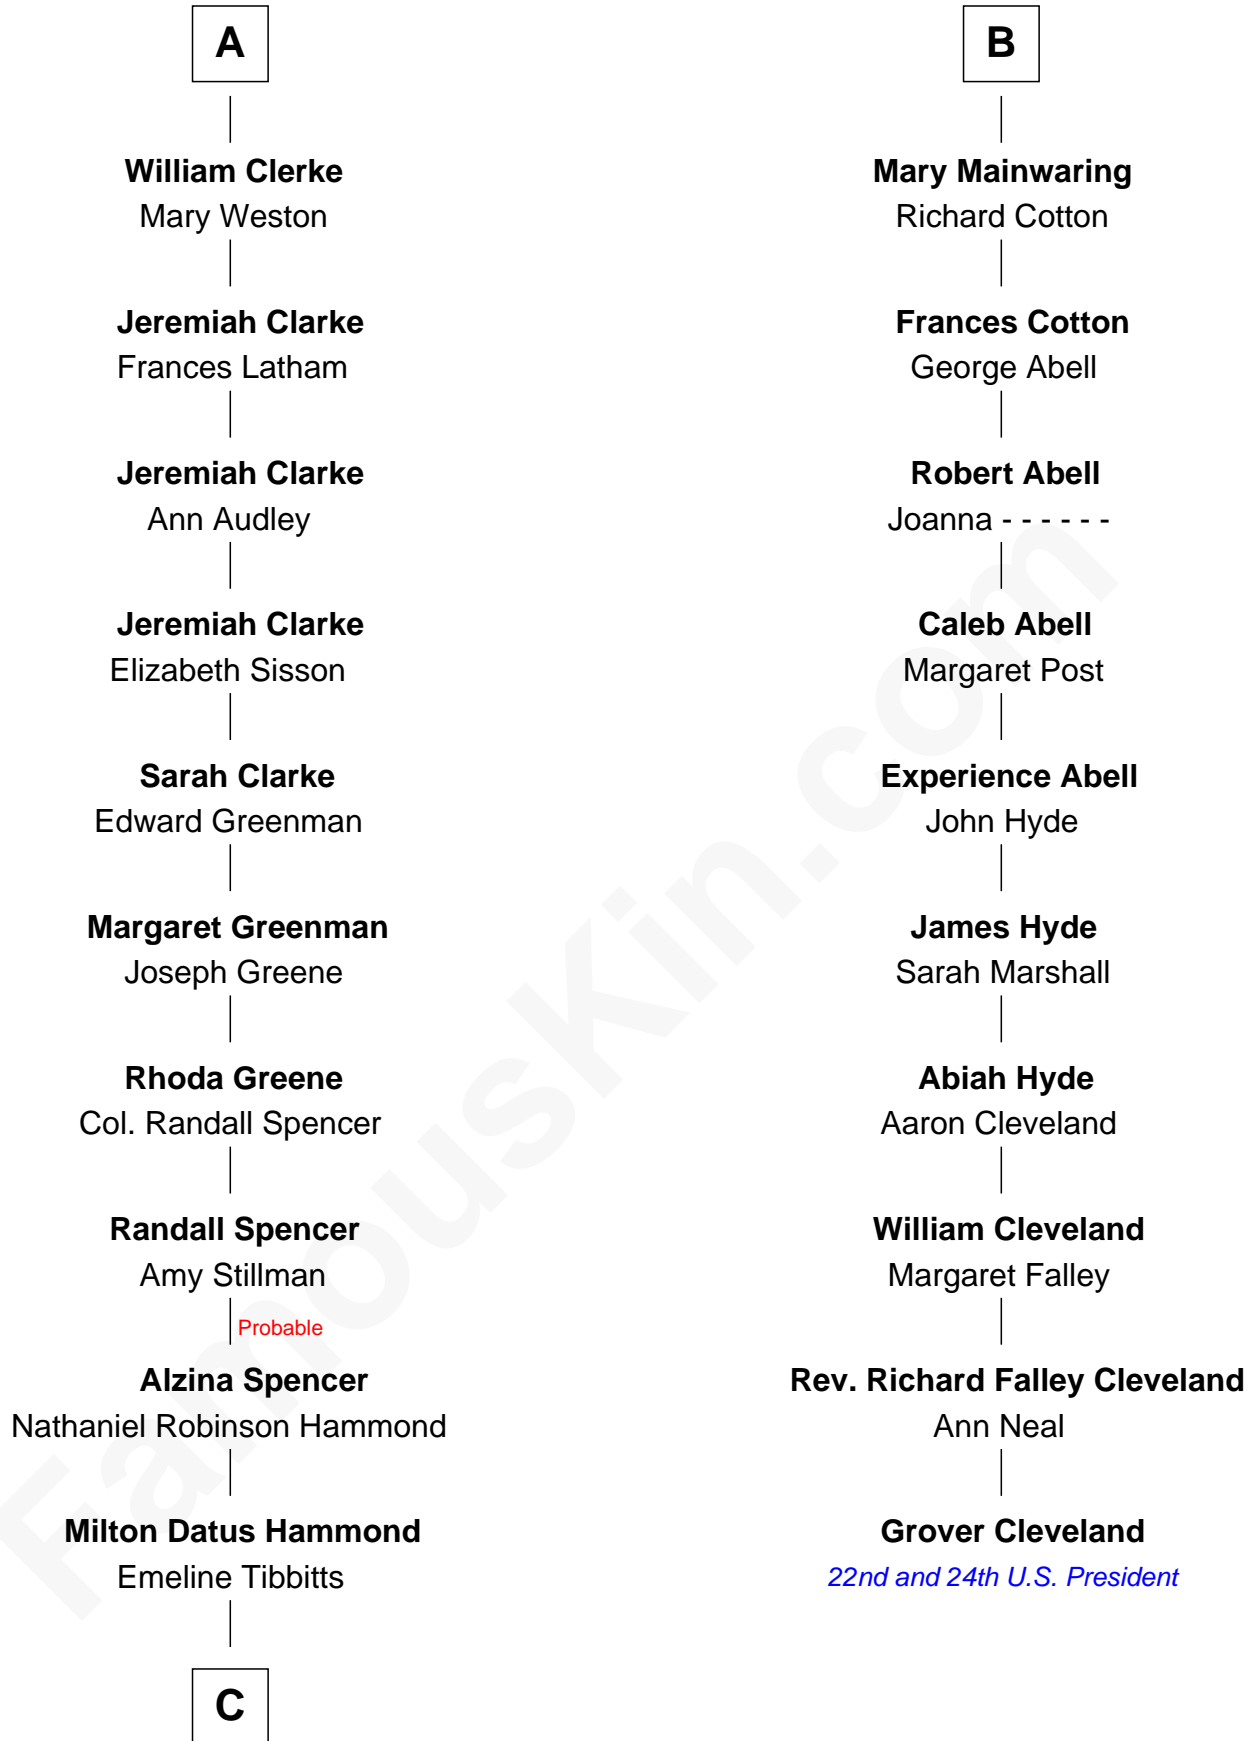 A
William Clerke
Mary Weston
Jeremiah Clarke
Frances Latham
Jeremiah Clarke
Ann Audley
Jeremiah Clarke
Elizabeth Sisson
Sarah Clarke
Edward Greenman
Margaret Greenman
Joseph Greene
Rhoda Greene
Col. Randall Spencer
Randall Spencer
Amy Stillman
Probable
Alzina Spencer
Nathaniel Robinson Hammond
Milton Datus Hammond
Emeline Tibbitts
C
B
Mary Mainwaring
Richard Cotton
Frances Cotton
George Abell
Robert Abell
Joanna - - - - - -
Caleb Abell
Margaret Post
Experience Abell
John Hyde
James Hyde
Sarah Marshall
Abiah Hyde
Aaron Cleveland
William Cleveland
Margaret Falley
Rev. Richard Falley Cleveland
Ann Neal
Grover Cleveland
22nd and 24th U.S. President
FamousKin.com